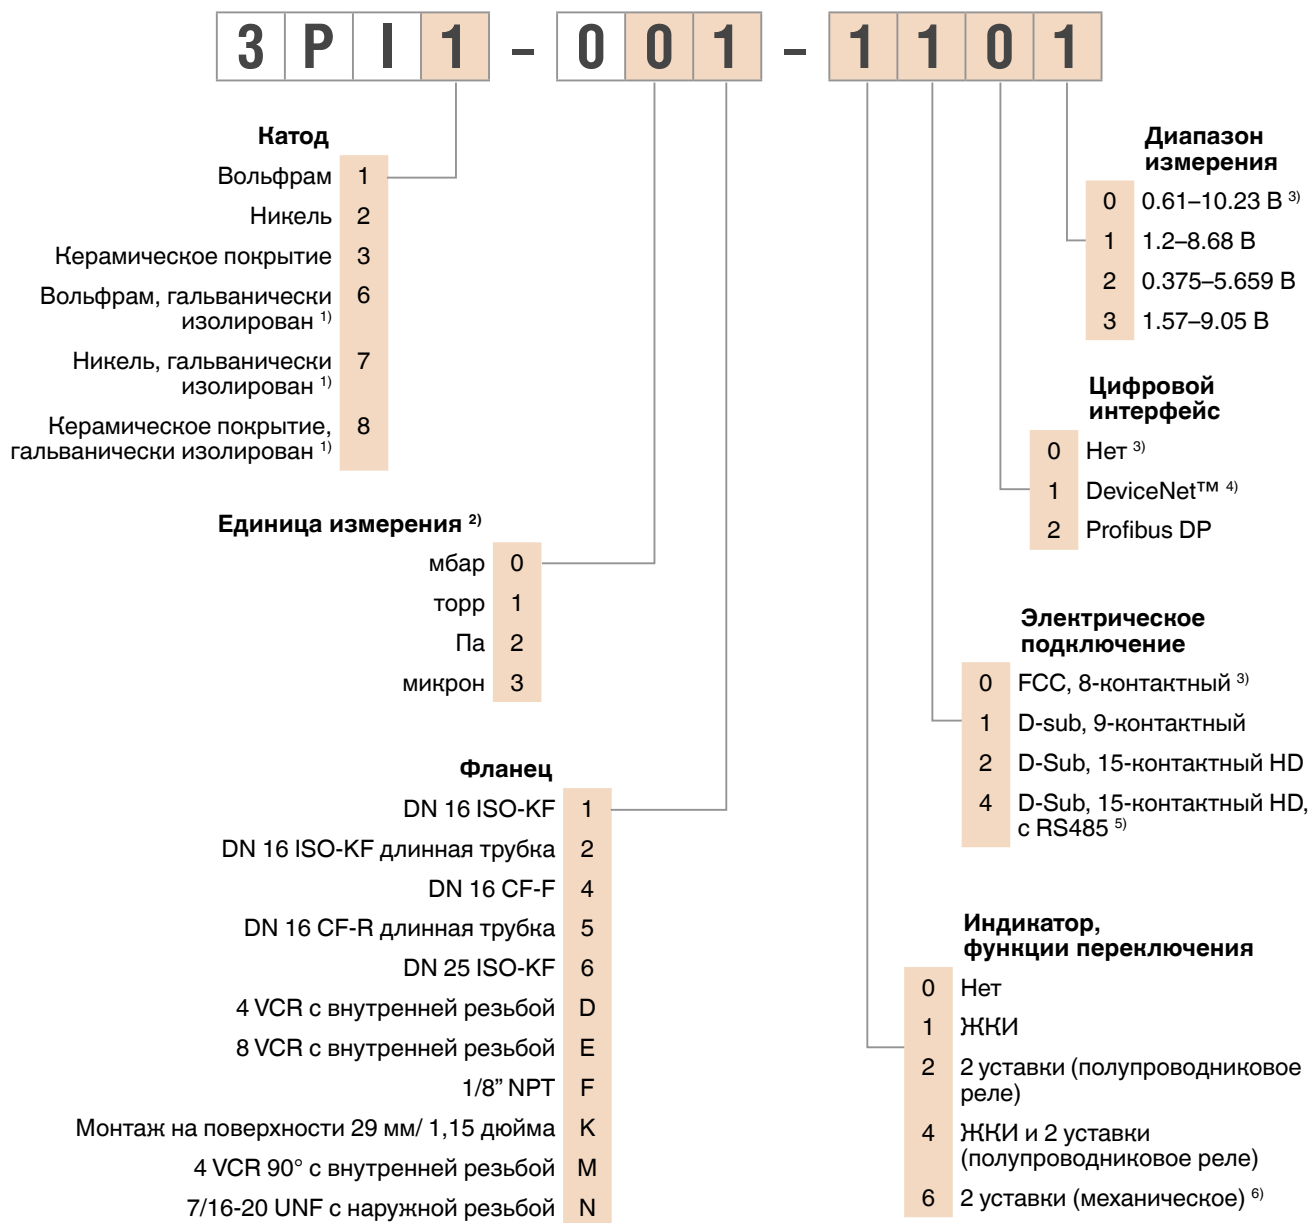 3PI1 - 001 - 1101
Катод
Вольфрам 1
Никель 2
Керамическое покрытие 3
Вольфрам, гальванически 6
изолирован 1)
Никель, гальванически 7
изолирован 1)
Керамическое покрытие, 8
гальванически изолирован 1)
Единица измерения 2)
мбар 0
торр 1
Па 2
микрон 3
Фланец
DN 16 ISO-KF 1
DN 16 ISO-KF длинная трубка 2
DN 16 CF-F 4
DN 16 CF-R длинная трубка 5
DN 25 ISO-KF 6
4 VCR с внутренней резьбой D
8 VCR с внутренней резьбой E
1/8” NPT F
Монтаж на поверхности 29 мм/ 1,15 дюйма K
4 VCR 90° с внутренней резьбой M
7/16-20 UNF с наружной резьбой N
Диапазон
измерения
0 0.61–10.23 В 3)
1 1.2–8.68 В
2 0.375–5.659 В
3 1.57–9.05 В
Цифровой
интерфейс
0 Нет 3)
1 DeviceNet™ 4)
2 Profibus DP
Электрическое
подключение
0 FCC, 8-контактный 3)
1 D-sub, 9-контактный
2 D-Sub, 15-контактный HD
4 D-Sub, 15-контактный HD,
с RS485 5)
Индикатор,
функции переключения
0 Нет
1 ЖКИ
2 2 уставки (полупроводниковое
реле)
4 ЖКИ и 2 уставки
(полупроводниковое реле)
6 2 уставки (механическое) 6)